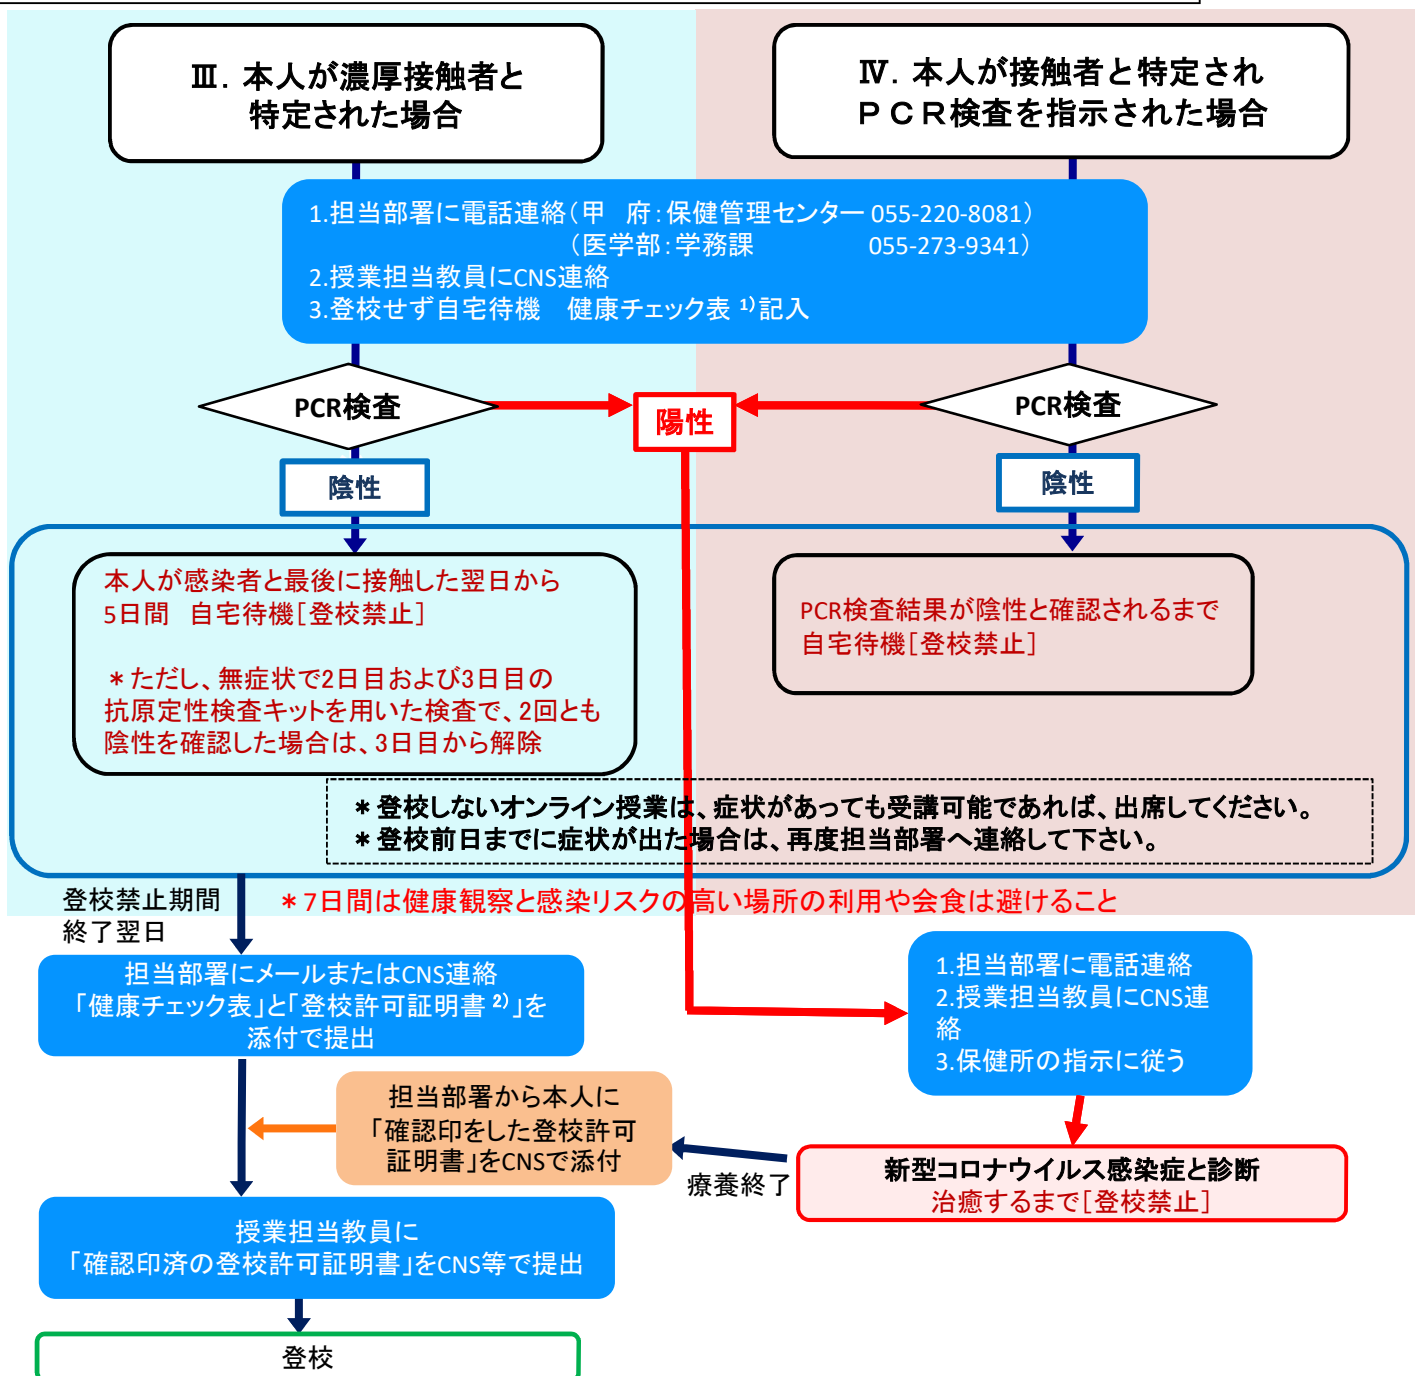 Ⅲ．本人が濃厚接触者と
特定された場合
Ⅳ．本人が接触者と特定され
ＰＣＲ検査を指示された場合
1.担当部署に電話連絡（甲　府：保健管理センター 055-220-8081）
（医学部：学務課　055-273-9341）
2.授業担当教員にCNS連絡
3.登校せず自宅待機　健康チェック表 1)記入
PCR検査
陽性
PCR検査
陰性
陰性
本人が感染者と最後に接触した翌日から
5日間　自宅待機［登校禁止］
＊ただし、無症状で2日目および3日目の
抗原定性検査キットを用いた検査で、2回とも
陰性を確認した場合は、3日目から解除
PCR検査結果が陰性と確認されるまで
自宅待機［登校禁止］
＊登校しないオンライン授業は、症状があっても受講可能であれば、出席してください。
＊登校前日までに症状が出た場合は、再度担当部署へ連絡して下さい。
登校禁止期間
終了翌日
＊7日間は健康観察と感染リスクの高い場所の利用や会食は避けること
担当部署にメールまたはCNS連絡
「健康チェック表」と「登校許可証明書 2)」を
添付で提出
1.担当部署に電話連絡
2.授業担当教員にCNS連
絡
3.保健所の指示に従う
担当部署から本人に
「確認印をした登校許可
証明書」をCNSで添付
療養終了
新型コロナウイルス感染症と診断
治癒するまで［登校禁止］
授業担当教員に
「確認印済の登校許可証明書」をCNS等で提出
登校